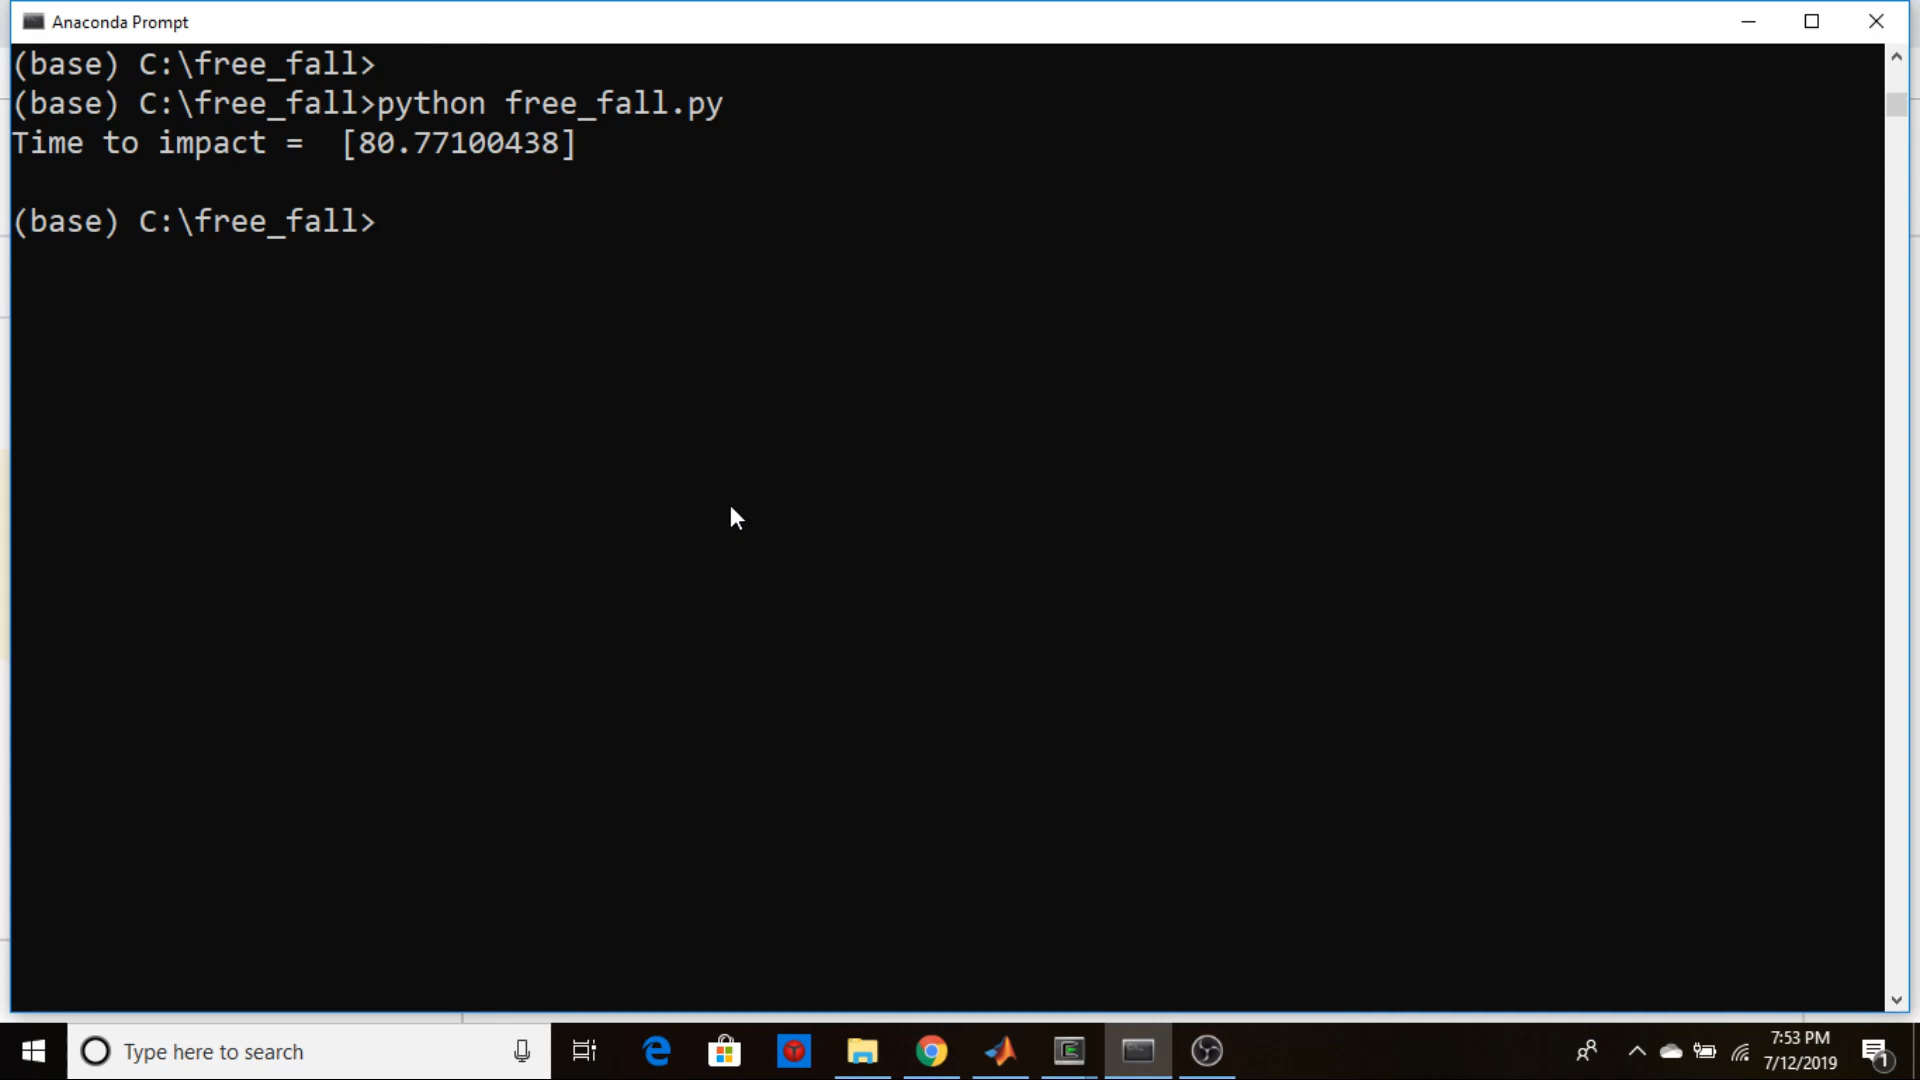 Anaconda Prompt
(base) C:\free_fall>
(base) C:\free_fall>python free_fall.py
Time to impact =  [80.77100438]
(base) C:\free_fall>
Type here to search
7:53 PM
7/12/2019
1